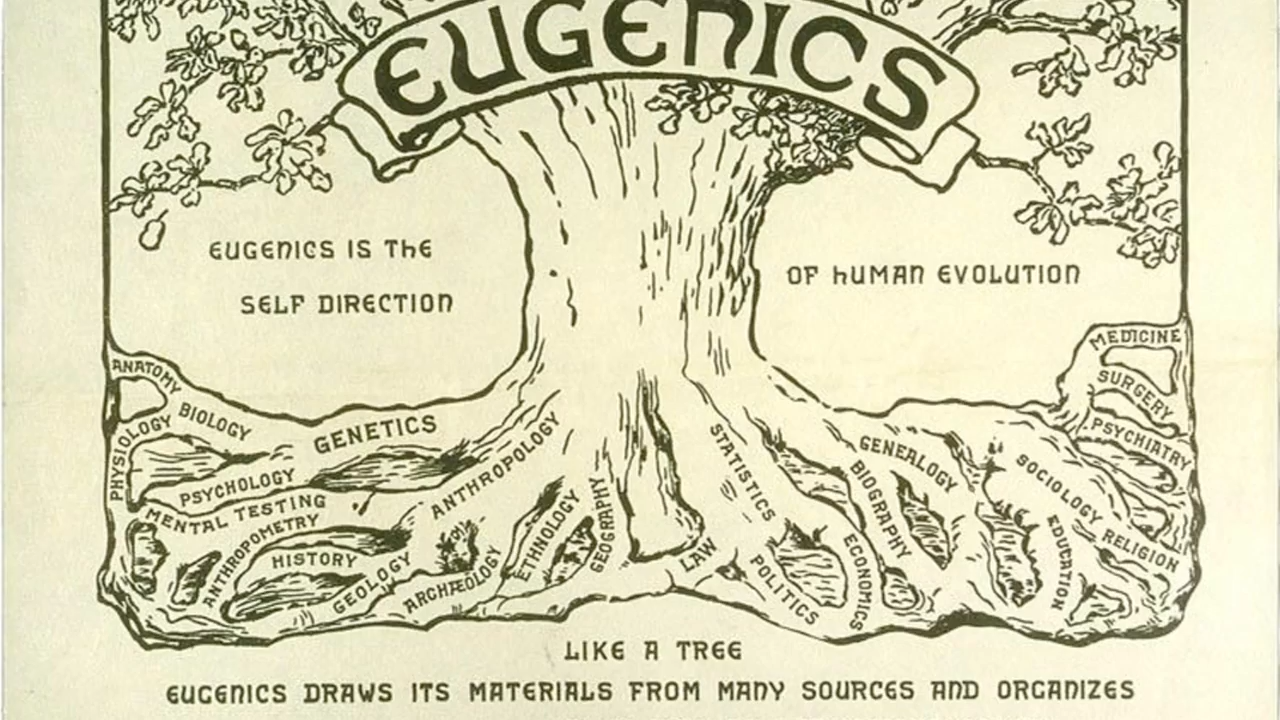 EUGENICS
EUGENICS IS THE
SELF DIRECTION
OF HUMAN EVOLUTION
ANATOMY
PHYSIOLOGY
BIOLOGY
GENETICS
PSYCHOLOGY
MENTAL TESTING
ANTHROPOMETRY
HISTORY
ANTHROPOLOGY
GEOLOGY
ARCHÆOLOGY
ETHNOLOGY
GEOGRAPHY
LAW
STATISTICS
POLITICS
ECONOMICS
BIOGRAPHY
GENEALOGY
SOCIOLOGY
EDUCATION
RELIGION
PSYCHIATRY
SURGERY
MEDICINE
LIKE A TREE
EUGENICS DRAWS ITS MATERIALS FROM MANY SOURCES AND ORGANIZES